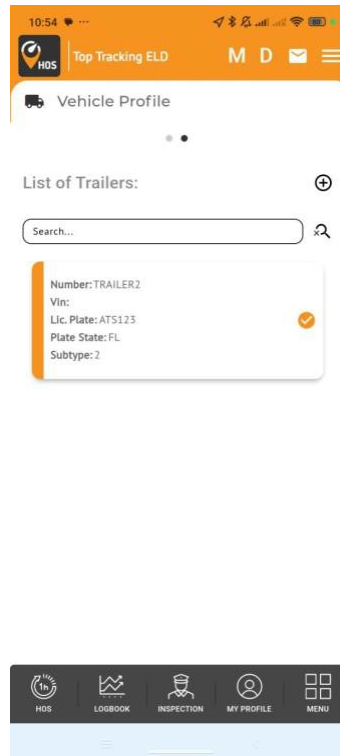 10:54 ...
HOS
Top Tracking ELD
M D
Vehicle Profile
List of Trailers:
Search...
Number:TRAILER2
Vin:
Lic. Plate:ATS123
Plate State:FL
Subtype:2
1h
HOS LOGBOOK INSPECTION MY PROFILE MENU